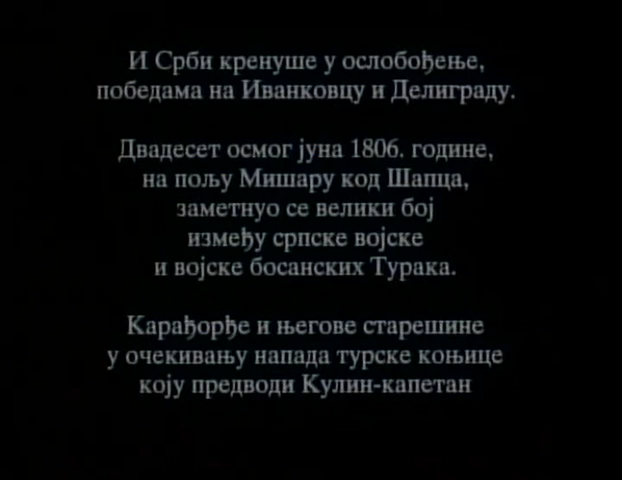 И Срби кренуше у ослобођење,
победама на Иванковцу и Делиграду.
Двадесет осмог јуна 1806. године,
на пољу Мишару код Шапца,
заметнуо се велики бој
између српске војске
и војске босанских Турака.
Карађорђе и његове старешине
у очекивању напада турске коњице
коју предводи Кулин-капетан